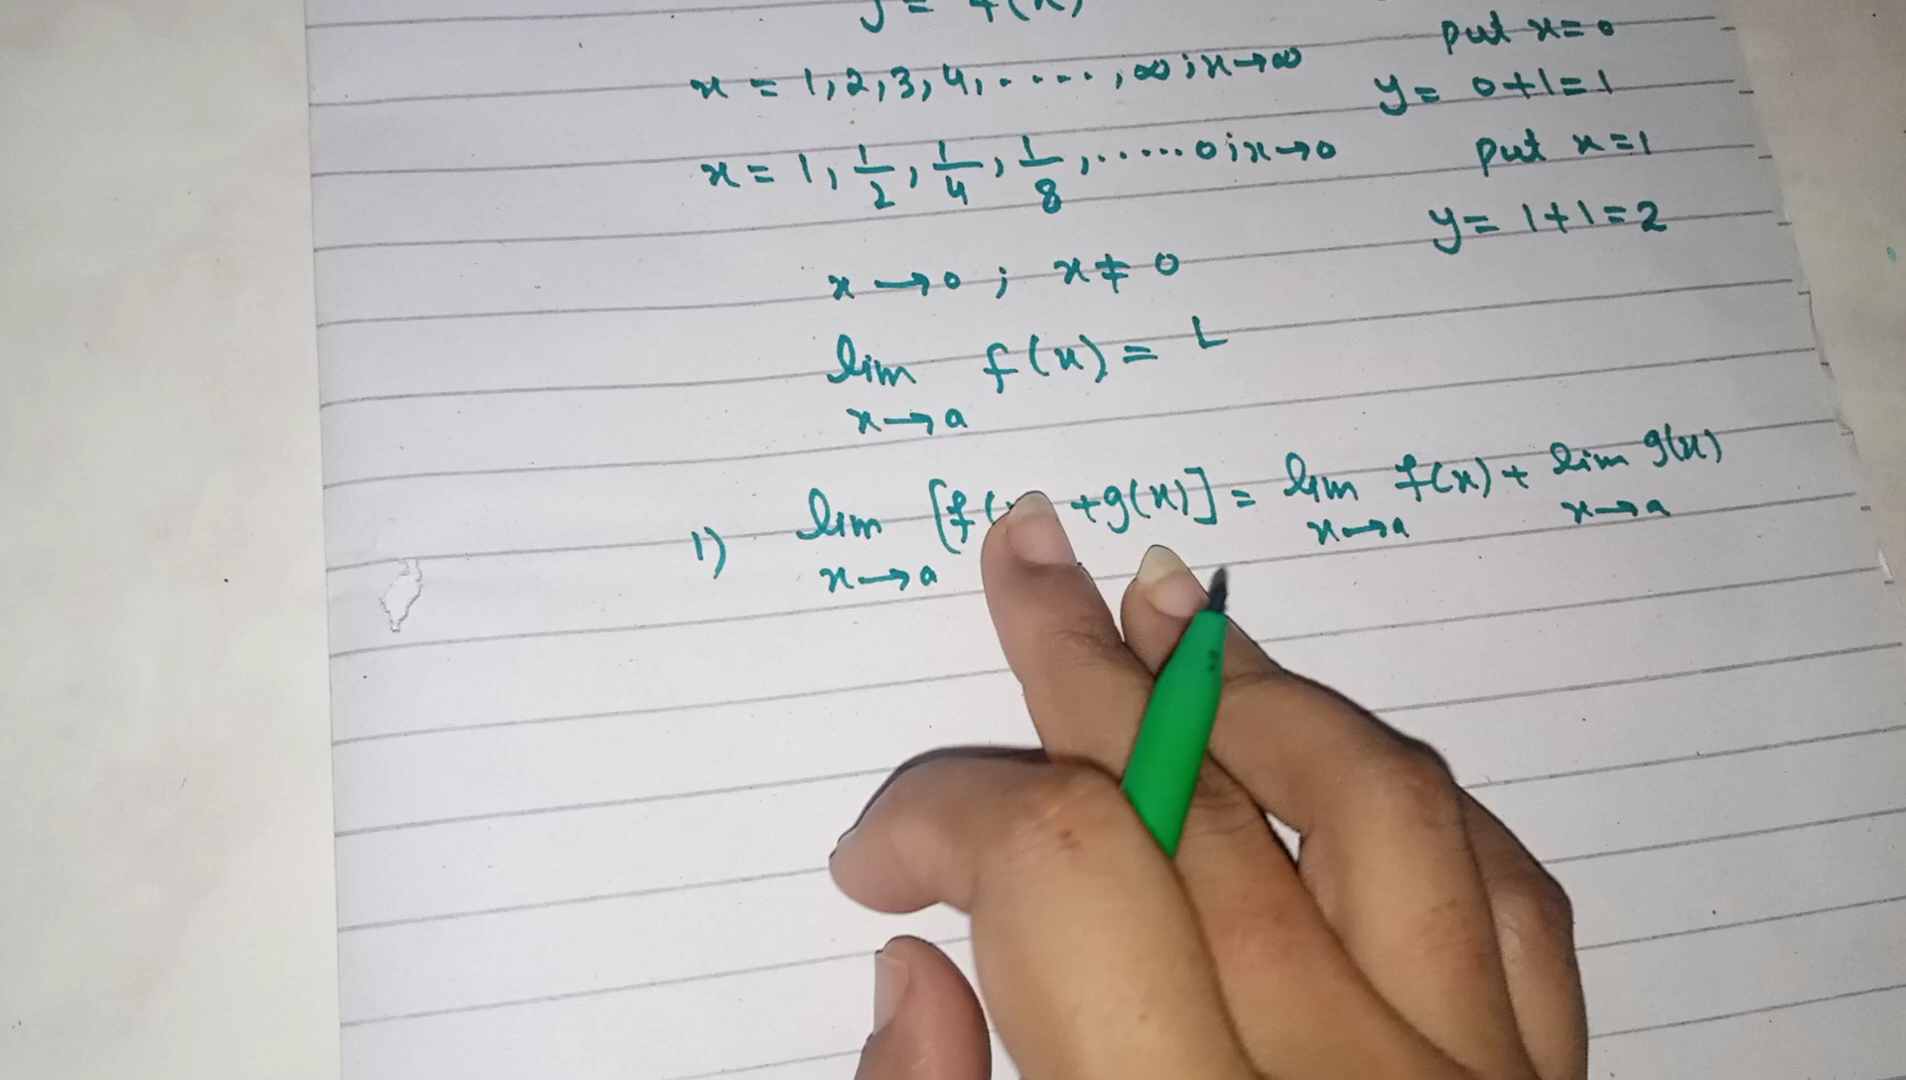 y = f(x)
x = 1, 2, 3, 4, ....., ∞ ; x→∞
x = 1, 1/2, 1/4, 1/8, ..... 0 ; x→0
x → 0 ; x ≠ 0
lim f(x) = L
x→a
1) lim [f( +g(x)] = lim f(x) + lim g(x)
x→a x→a x→a
put x = 0
y = 0+1 = 1
put x = 1
y = 1+1 = 2